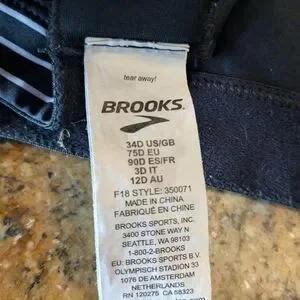 tear away!
BROOKS
34D US/GB
75D EU
90D ES/FR
3D IT
12D AU
F18 STYLE: 350071
MADE IN CHINA
FABRIQUÉ EN CHINE
BROOKS SPORTS, INC.
3400 STONE WAY N
SEATTLE, WA 98103
1-800-2-BROOKS
EU: BROOKS SPORTS B.V.
OLYMPISCH STADION 33
1076 DE AMSTERDAM
NETHERLANDS
RN 120275 CA 58323